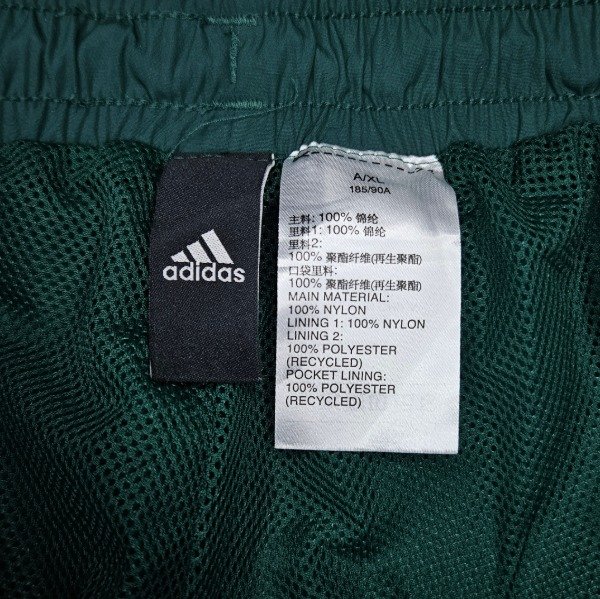 adidas
A/XL
185/90A
主料: 100% 锦纶
里料1: 100% 锦纶
里料2:
100% 聚酯纤维(再生聚酯)
口袋里料:
100% 聚酯纤维(再生聚酯)
MAIN MATERIAL:
100% NYLON
LINING 1: 100% NYLON
LINING 2:
100% POLYESTER
(RECYCLED)
POCKET LINING:
100% POLYESTER
(RECYCLED)